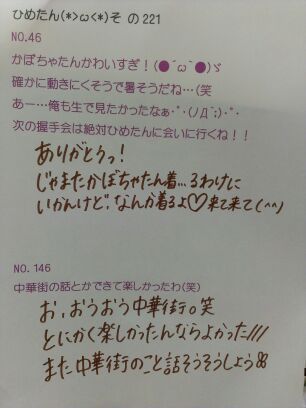 ひめたん(*>ω<*)そ の221
NO.46
かぼちゃたんかわいすぎ！(●´ω`●)ゞ
確かに動きにくそうで暑そうだね…(笑
あー…俺も生で見たかったなぁ･ﾟ･(ﾉД`;)･ﾟ･
次の握手会は絶対ひめたんに会いに行くね！！
ありがとうっ！
じゃまたかぼちゃたん着...るわけに
いかんけど、なんか着るよ♡来て来て(^^)
NO. 146
中華街の話とかできて楽しかったわ(笑)
お、おうおう中華街。笑
とにかく楽しかったんならよかった///
また中華街のこと話そうそうしよう